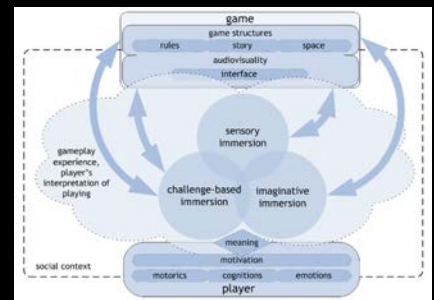 game
game structures
rules story space
audiovisuality
interface
sensory
immersion
gameplay
experience,
player's
interpretation of
playing
challenge-based
immersion
imaginative
immersion
meaning
motivation
social context
motorics cognitions emotions
player